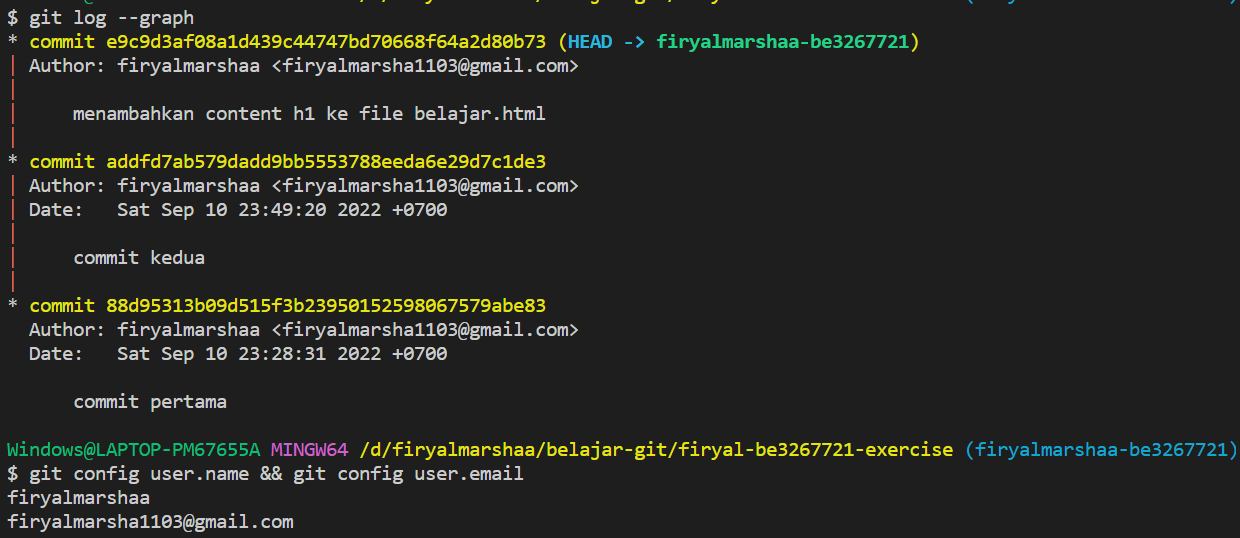 $ git log --graph
* commit e9c9d3af08a1d439c44747bd70668f64a2d80b73 (HEAD -> firyalmarshaa-be3267721)
| Author: firyalmarshaa <firyalmarsha1103@gmail.com>
|
|     menambahkan content h1 ke file belajar.html
|
* commit addfd7ab579dadd9bb5553788eeda6e29d7c1de3
| Author: firyalmarshaa <firyalmarsha1103@gmail.com>
| Date:   Sat Sep 10 23:49:20 2022 +0700
|
|     commit kedua
|
* commit 88d95313b09d515f3b23950152598067579abe83
  Author: firyalmarshaa <firyalmarsha1103@gmail.com>
  Date:   Sat Sep 10 23:28:31 2022 +0700
      commit pertama
Windows@LAPTOP-PM67655A MINGW64 /d/firyalmarshaa/belajar-git/firyal-be3267721-exercise (firyalmarshaa-be3267721)
$ git config user.name && git config user.email
firyalmarshaa
firyalmarsha1103@gmail.com